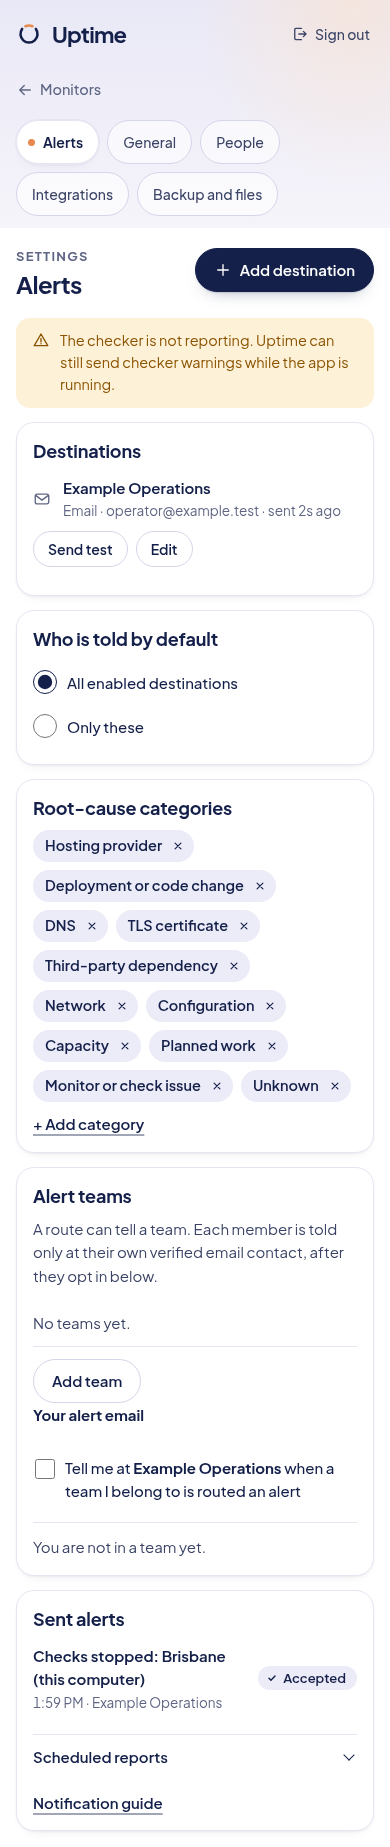 Uptime
Sign out
← Monitors
Alerts
General
People
Integrations
Backup and files
SETTINGS
Alerts
+ Add destination
The checker is not reporting. Uptime can
still send checker warnings while the app is
running.
Destinations
Example Operations
Email · operator@example.test · sent 2s ago
Send test
Edit
Who is told by default
All enabled destinations
Only these
Root-cause categories
Hosting provider ×
Deployment or code change ×
DNS ×
TLS certificate ×
Third-party dependency ×
Network ×
Configuration ×
Capacity ×
Planned work ×
Monitor or check issue ×
Unknown ×
+ Add category
Alert teams
A route can tell a team. Each member is told
only at their own verified email contact, after
they opt in below.
No teams yet.
Add team
Your alert email
Tell me at Example Operations when a
team I belong to is routed an alert
You are not in a team yet.
Sent alerts
Checks stopped: Brisbane
(this computer)
Accepted
1:59 PM · Example Operations
Scheduled reports
Notification guide